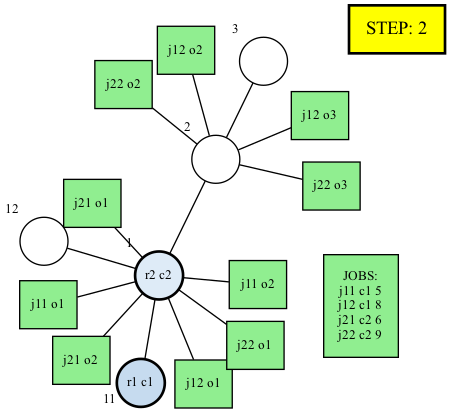 3
STEP: 2
j12 o2
j22 o2
j12 o3
2
j22 o3
j21 o1
12
1
r2 c2
j11 o2
j11 o1
JOBS:
j11 c1 5
j12 c1 8
j21 c2 6
j22 c2 9
j22 o1
j21 o2
r1 c1
j12 o1
11